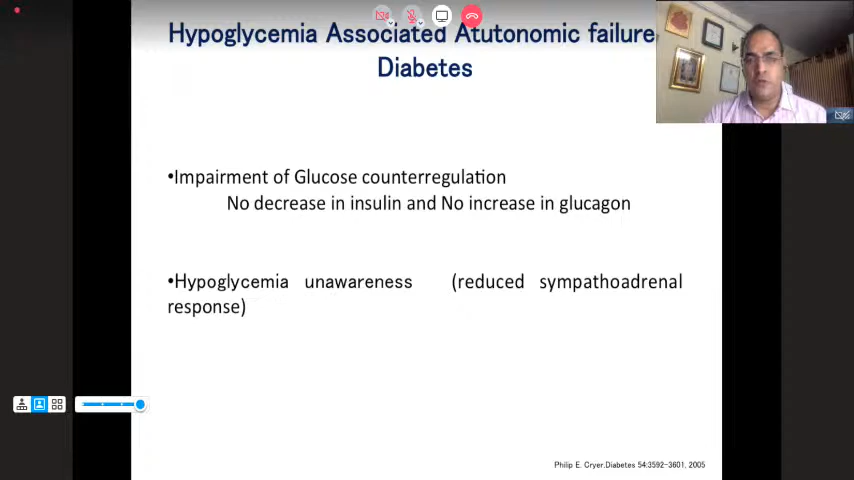 Hypoglycemia Associated Atutonomic failure
Diabetes
•Impairment of Glucose counterregulation
No decrease in insulin and No increase in glucagon
•Hypoglycemia unawareness (reduced sympathoadrenal
response)
Philip E. Cryer.Diabetes 54:3592-3601, 2005